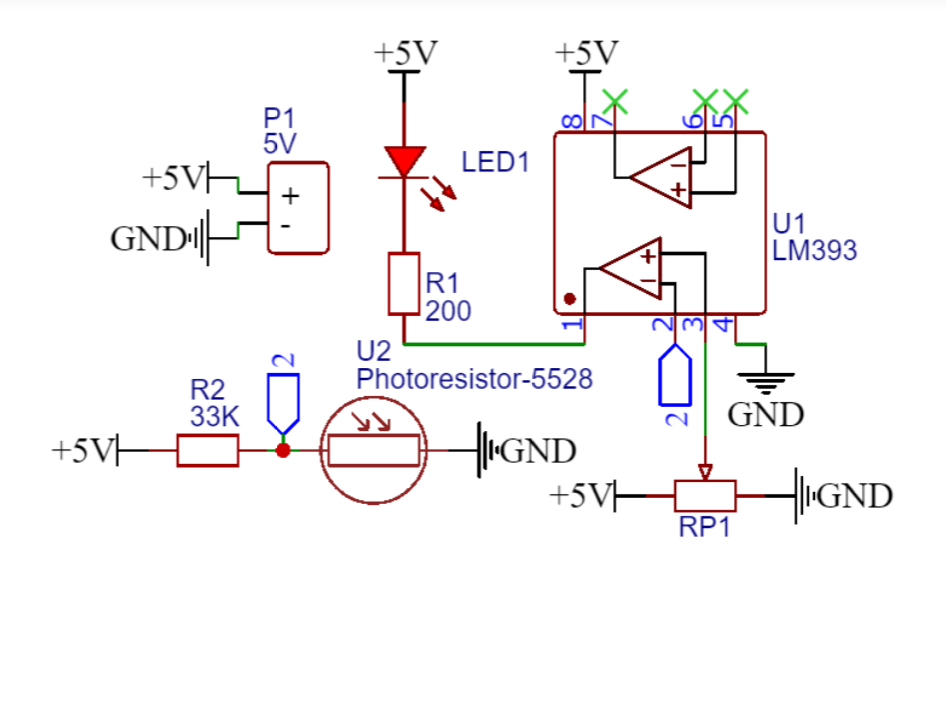 +5V
+5V
P1
5V
8
7
6
5
+5V
+
-
GND
LED1
−
+
U1
LM393
+
−
R1
200
1
2
3
4
U2
Photoresistor-5528
2
R2
33K
2
GND
+5V
GND
+5V
GND
RP1